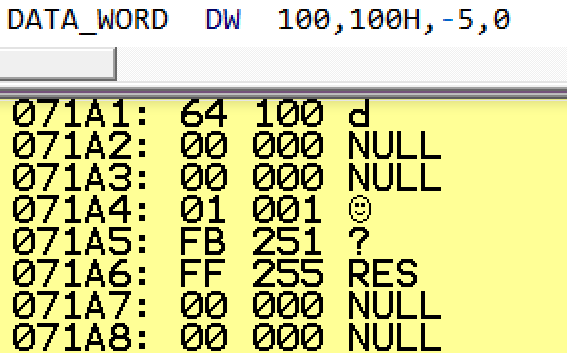 DATA_WORD DW 100,100H,-5,0
071A1: 64 100 d
071A2: 00 000 NULL
071A3: 00 000 NULL
071A4: 01 001 ☺
071A5: FB 251 ?
071A6: FF 255 RES
071A7: 00 000 NULL
071A8: 00 000 NULL